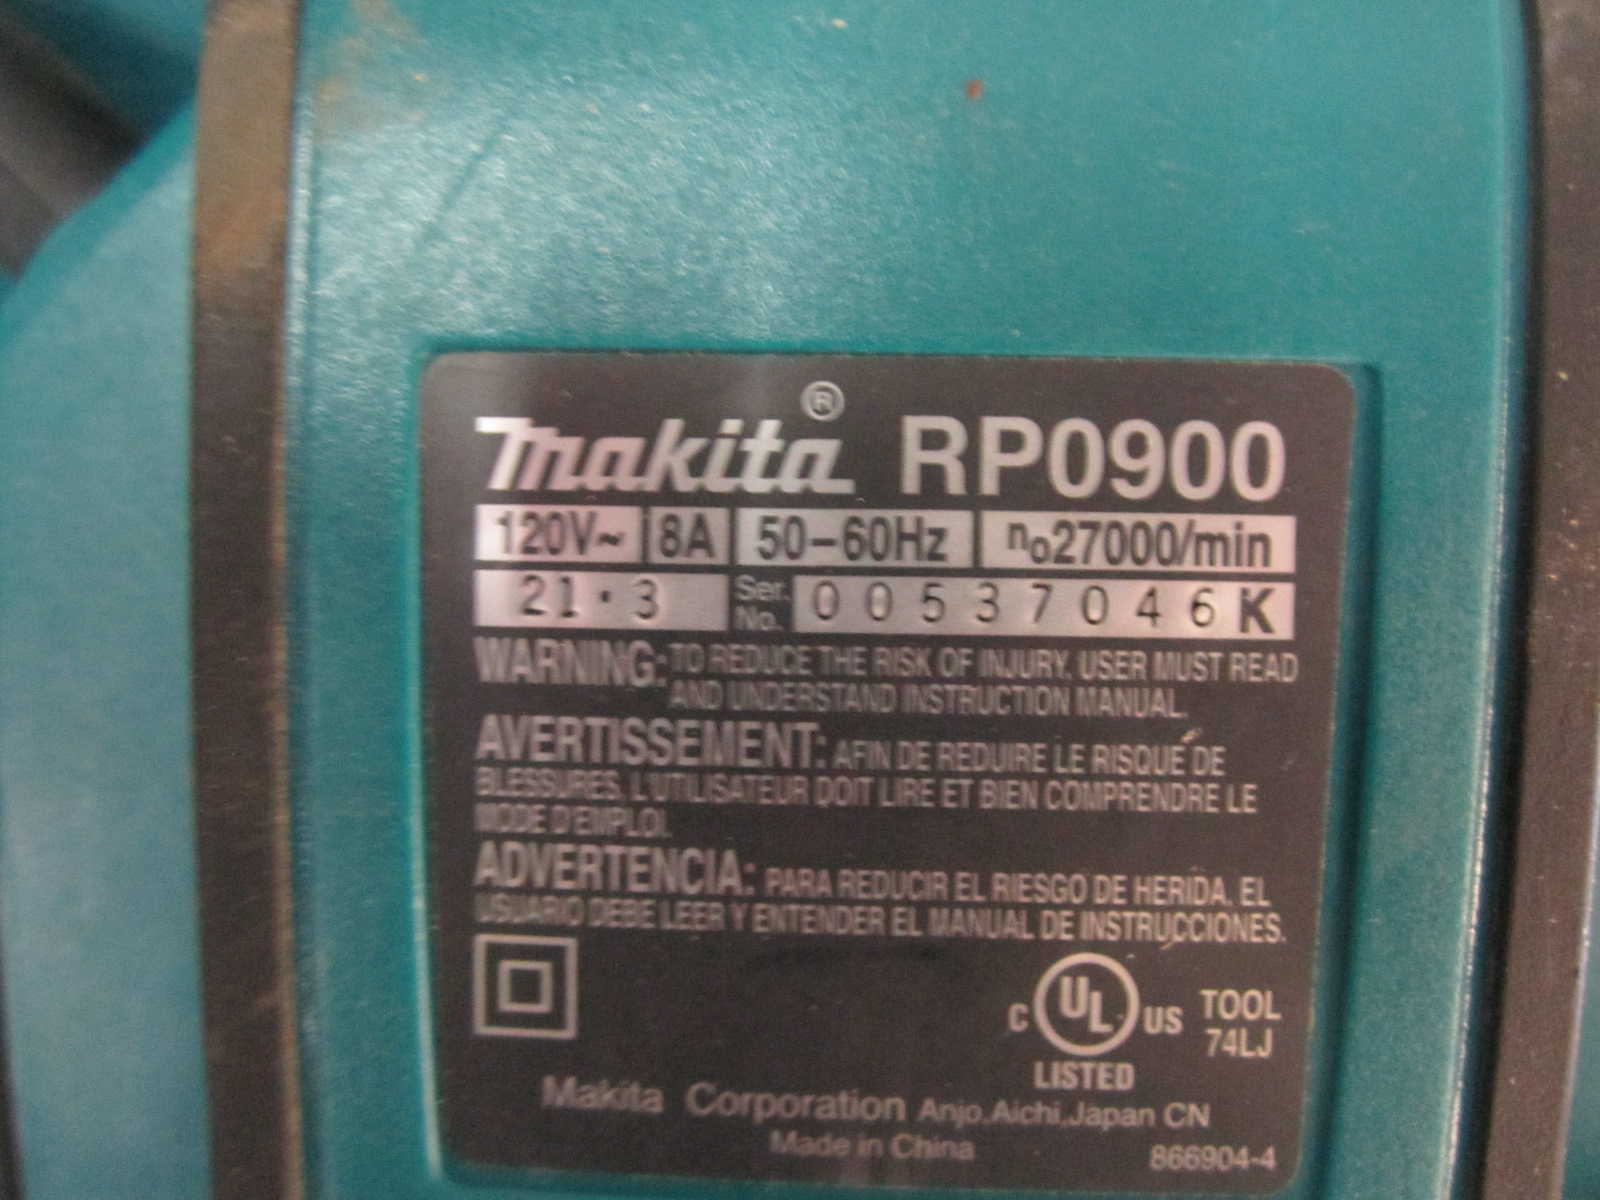 Makita® RP0900
120V~ 8A 50-60Hz n₀27000/min
21·3 Ser. No. 00537046 K
WARNING: TO REDUCE THE RISK OF INJURY, USER MUST READ
AND UNDERSTAND INSTRUCTION MANUAL.
AVERTISSEMENT: AFIN DE REDUIRE LE RISQUE DE
BLESSURES, L'UTILISATEUR DOIT LIRE ET BIEN COMPRENDRE LE
MODE D'EMPLOI.
ADVERTENCIA: PARA REDUCIR EL RIESGO DE HERIDA, EL
USUARIO DEBE LEER Y ENTENDER EL MANUAL DE INSTRUCCIONES.
C UL US TOOL
74LJ
LISTED
Makita Corporation Anjo,Aichi,Japan CN
Made in China 866904-4